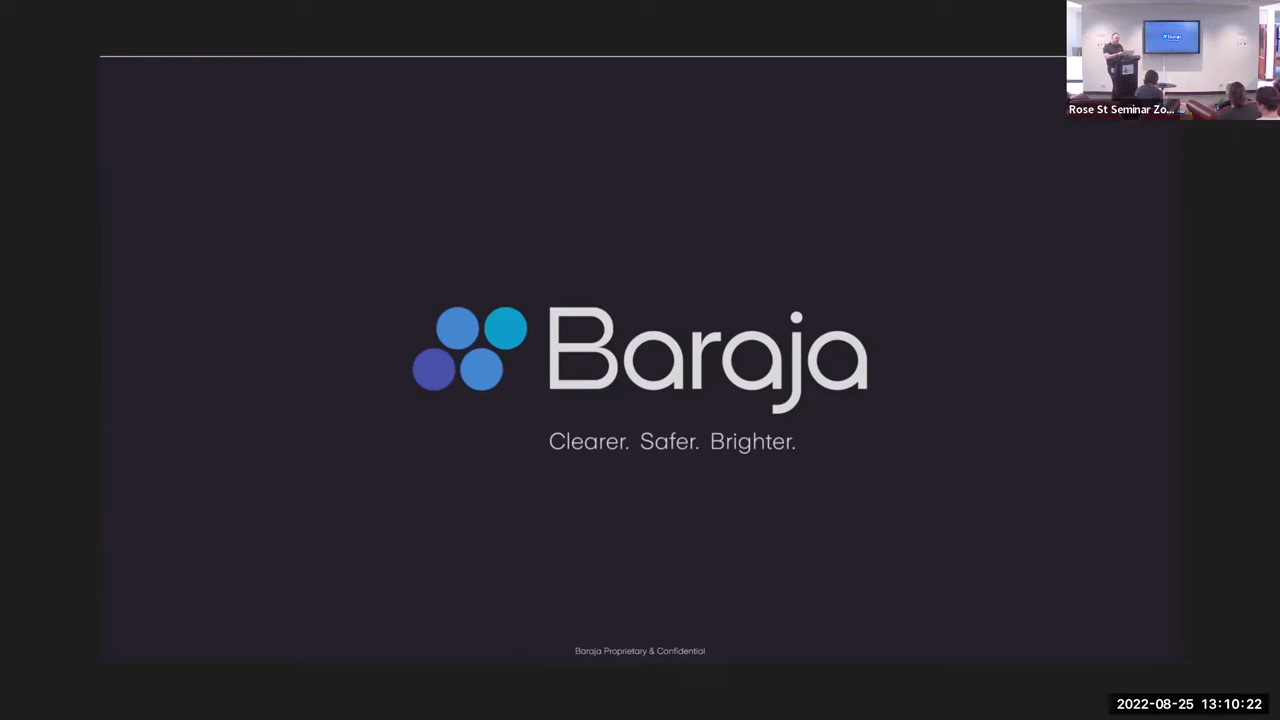 Rose St Seminar Zo...
Baraja
Clearer. Safer. Brighter.
Baraja Proprietary & Confidential
2022-08-25 13:10:22